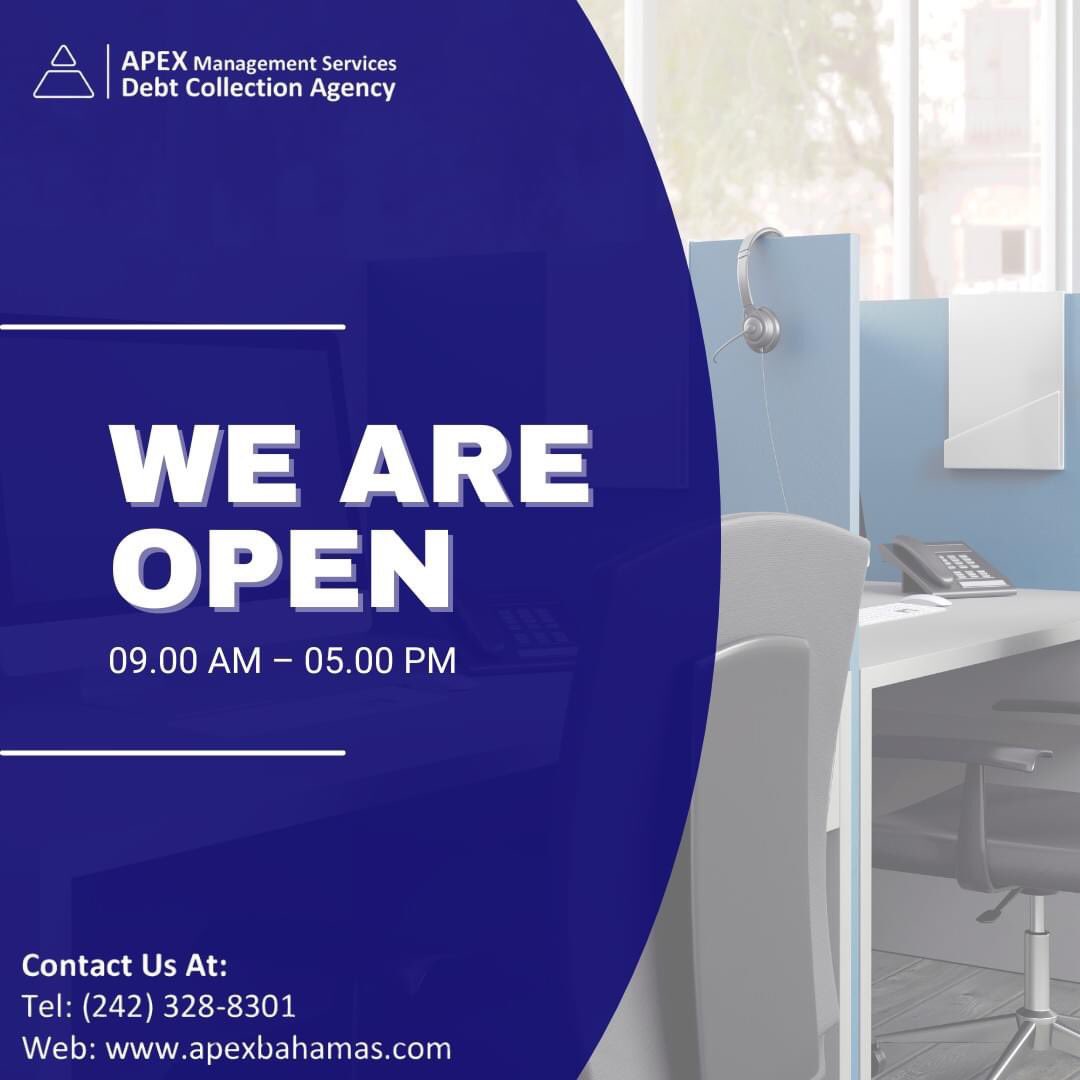 APEX Management Services
Debt Collection Agency
WE ARE
OPEN
09.00 AM – 05.00 PM
Contact Us At:
Tel: (242) 328-8301
Web: www.apexbahamas.com